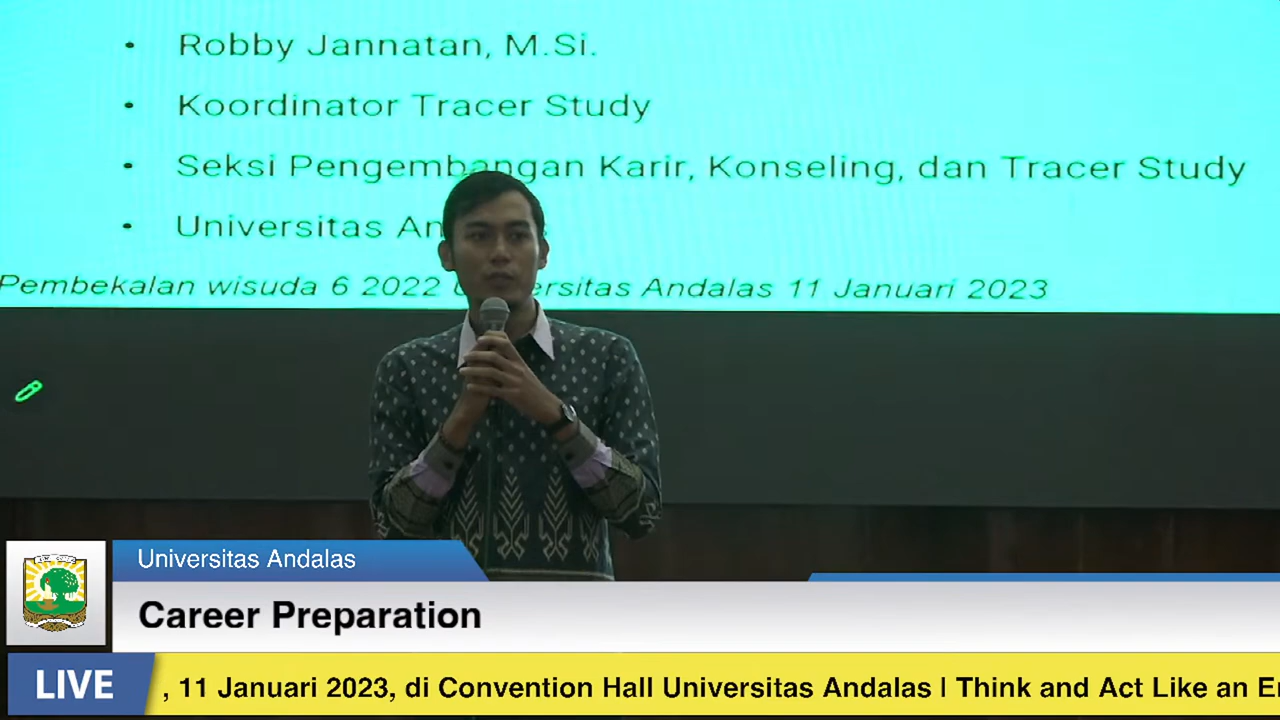 • Robby Jannatan, M.Si.
• Koordinator Tracer Study
• Seksi Pengembangan Karir, Konseling, dan Tracer Study
• Universitas An
Pembekalan wisuda 6 2022 Universitas Andalas 11 Januari 2023
Universitas Andalas
Career Preparation
LIVE , 11 Januari 2023, di Convention Hall Universitas Andalas | Think and Act Like an